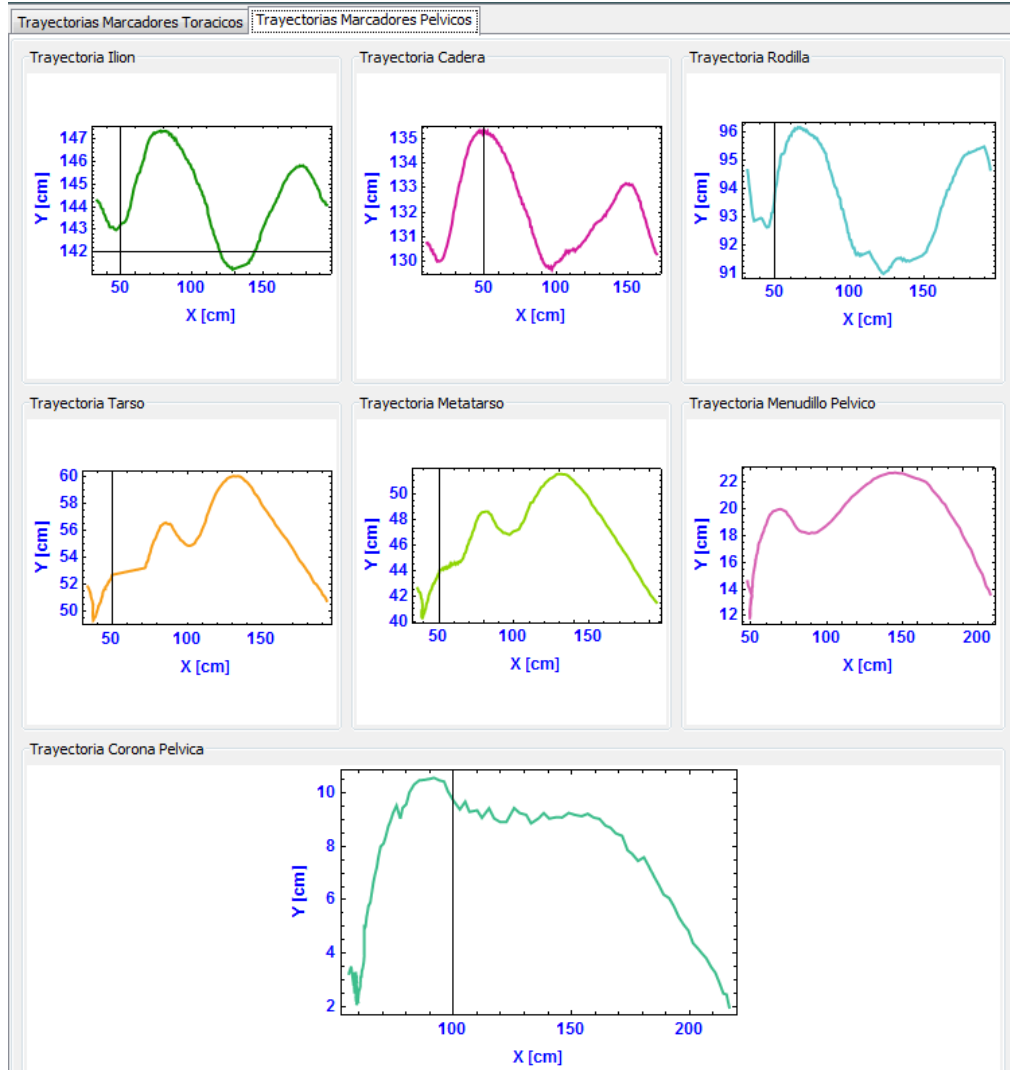 Trayectorias Marcadores Toracicos Trayectorias Marcadores Pelvicos
Trayectoria Ilion
147
146
145
144
143
142
Y [cm]
50 100 150
X [cm]
Trayectoria Cadera
135
134
133
132
131
130
Y [cm]
50 100 150
X [cm]
Trayectoria Rodilla
96
95
94
93
92
91
Y [cm]
50 100 150
X [cm]
Trayectoria Tarso
60
58
56
54
52
50
Y [cm]
50 100 150
X [cm]
Trayectoria Metatarso
50
48
46
44
42
40
Y [cm]
50 100 150
X [cm]
Trayectoria Menudillo Pelvico
22
20
18
16
14
12
Y [cm]
50 100 150 200
X [cm]
Trayectoria Corona Pelvica
10
8
6
4
2
Y [cm]
100 150 200
X [cm]